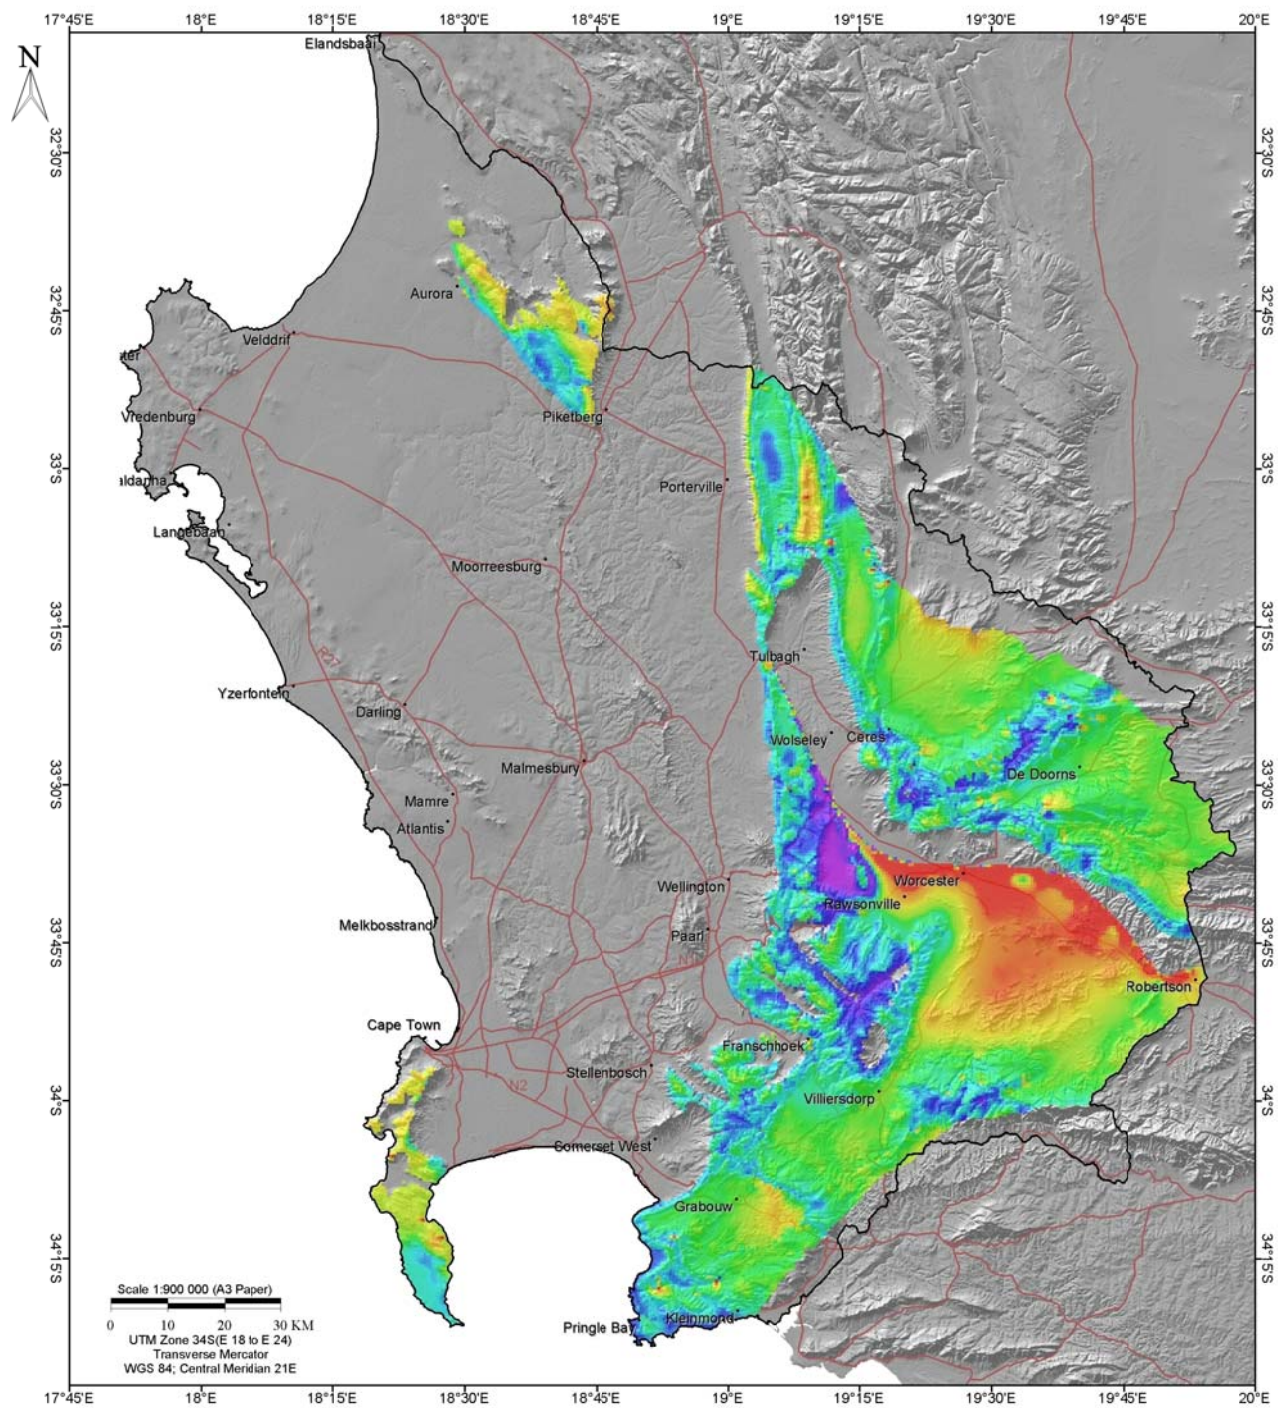 17°45'E 18°E 18°15'E 18°30'E 18°45'E 19°E 19°15'E 19°30'E 19°45'E 20°E
Elandsbaai
N
32°30'S 32°30'S
Aurora
32°45'S 32°45'S
Velddrif
ter
Vredenburg
Piketberg
33°S 33°S
aldanha
Porterville
Langebaan
Moorreesburg
33°15'S 33°15'S
R27
Tulbagh
Yzerfontein
Darling
Wolseley Ceres
Malmesbury
De Doorns
33°30'S 33°30'S
Mamre
Atlantis
Wellington
Worcester
Rawsonville
Melkbosstrand
Paarl
33°45'S 33°45'S
N1
Robertson
Cape Town
Franschhoek
Stellenbosch
N2
Villiersdorp
34°S 34°S
Somerset West
Grabouw
34°15'S 34°15'S
Scale 1:900 000 (A3 Paper)
0 10 20 30 KM
Kleinmond
Pringle Bay
UTM Zone 34S(E 18 to E 24)
Transverse Mercator
WGS 84; Central Meridian 21E
17°45'E 18°E 18°15'E 18°30'E 18°45'E 19°E 19°15'E 19°30'E 19°45'E 20°E